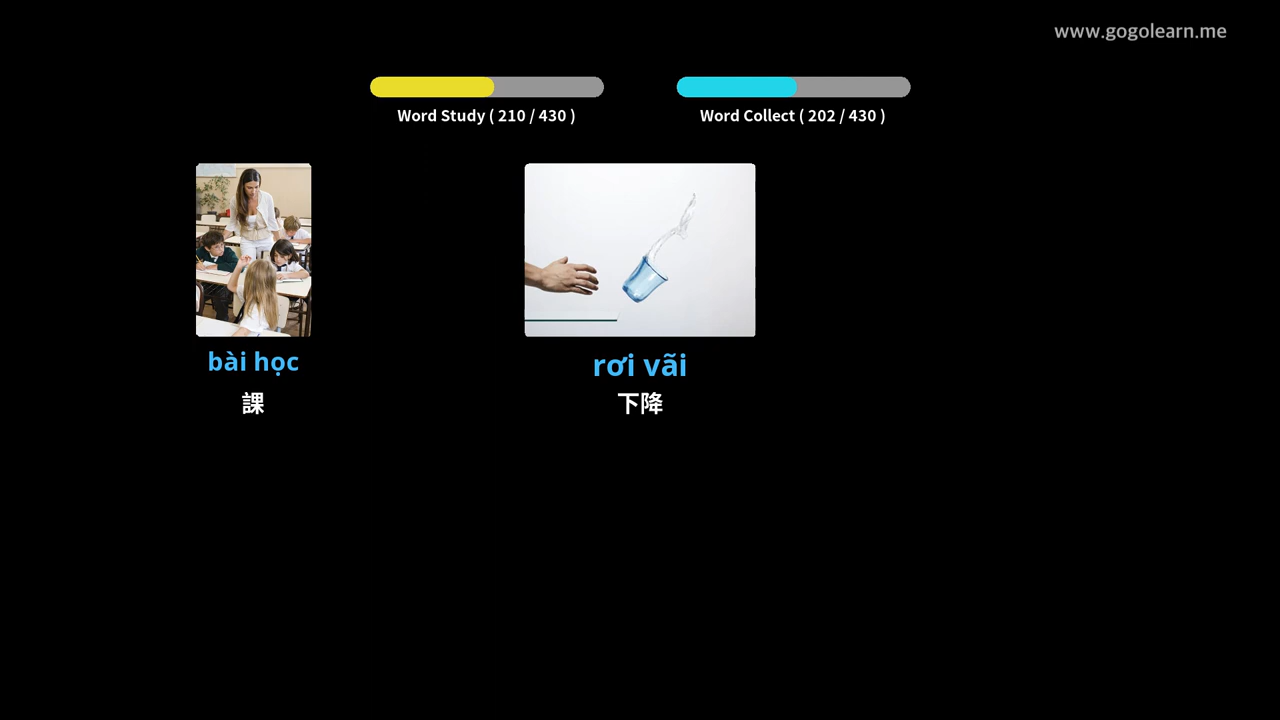 www.gogolearn.me
Word Study ( 210 / 430 )
Word Collect ( 202 / 430 )
bài học
課
rơi vãi
下降